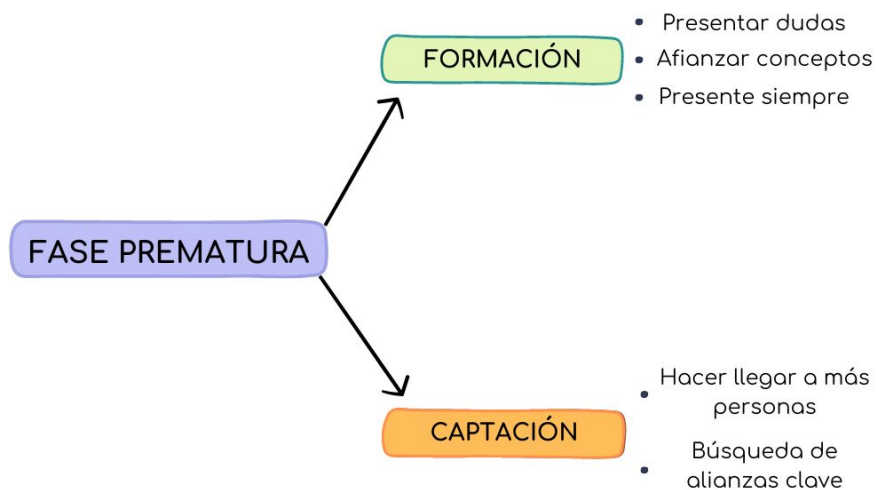 FORMACIÓN
• Presentar dudas
• Afianzar conceptos
• Presente siempre
FASE PREMATURA
CAPTACIÓN
• Hacer llegar a más
personas
• Búsqueda de
alianzas clave